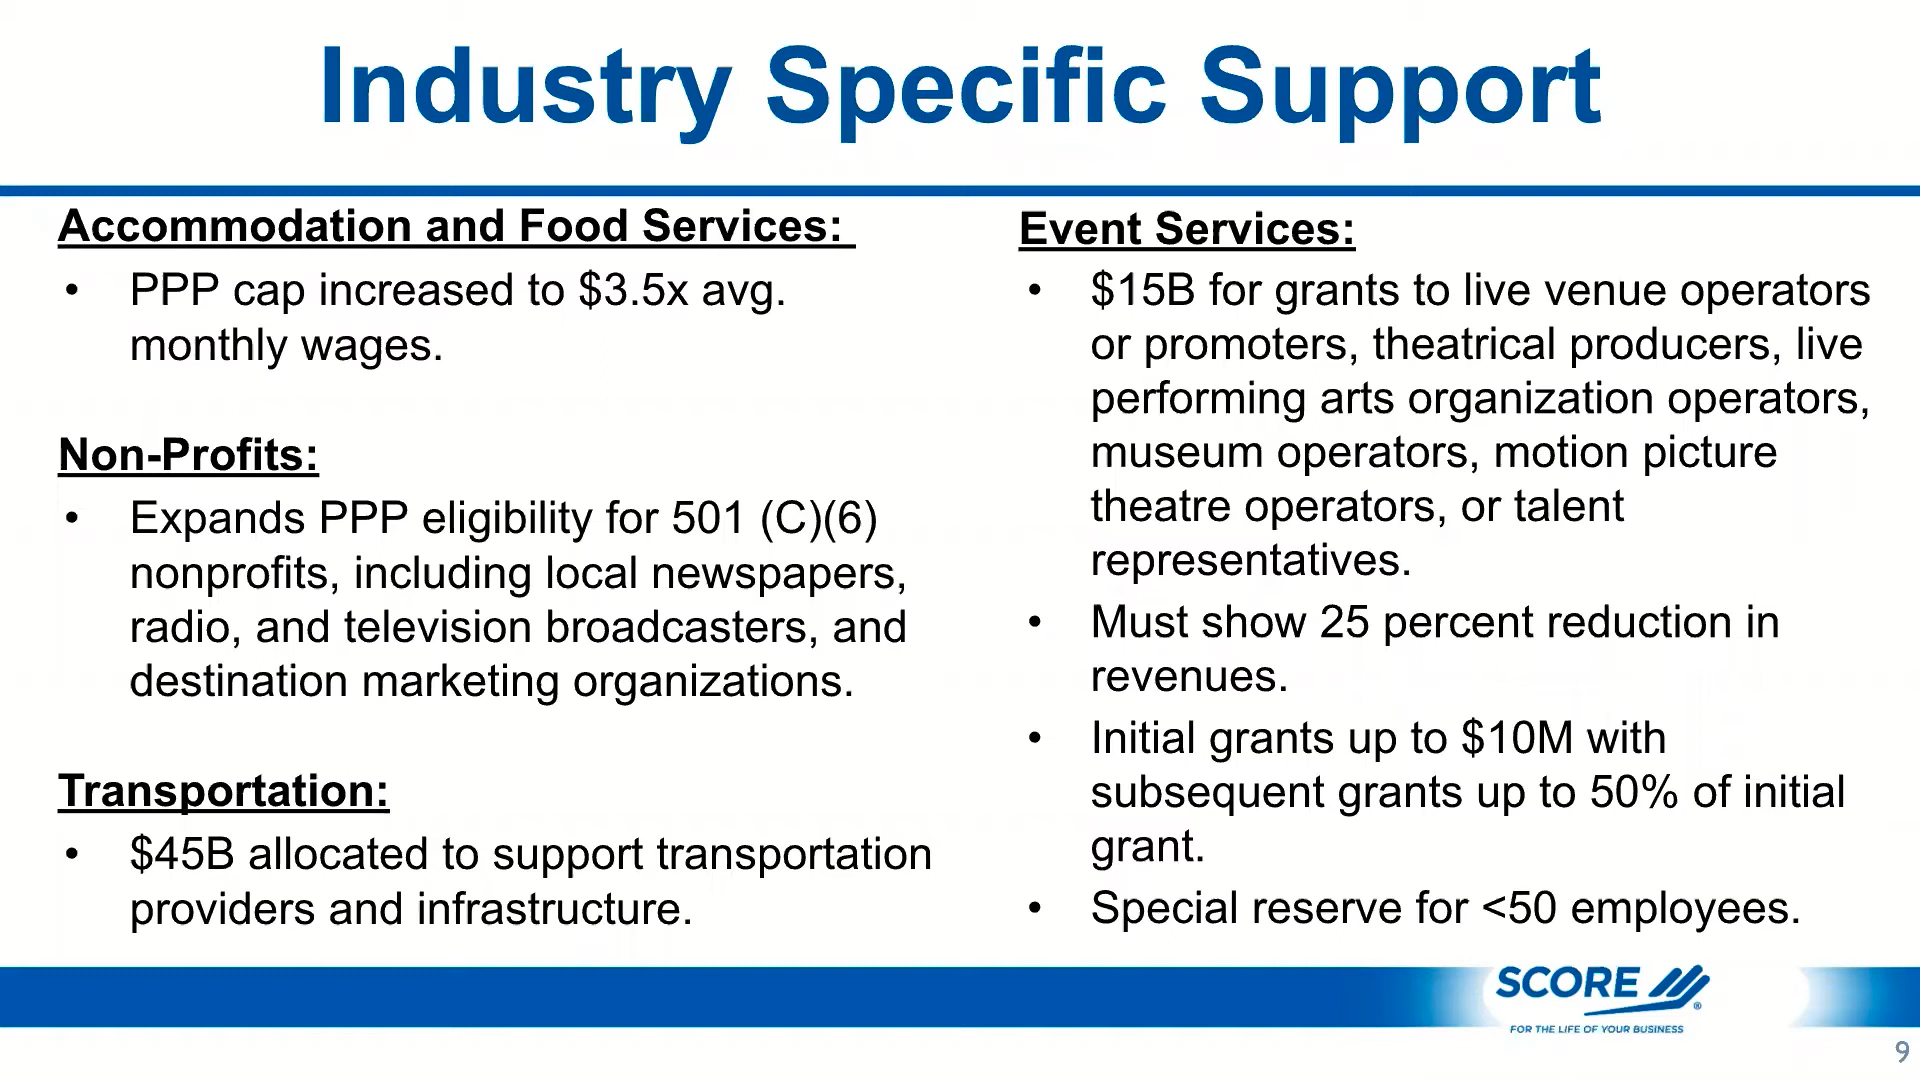 Industry Specific Support
Accommodation and Food Services:
• PPP cap increased to $3.5x avg.
monthly wages.
Non-Profits:
• Expands PPP eligibility for 501 (C)(6)
nonprofits, including local newspapers,
radio, and television broadcasters, and
destination marketing organizations.
Transportation:
• $45B allocated to support transportation
providers and infrastructure.
Event Services:
• $15B for grants to live venue operators
or promoters, theatrical producers, live
performing arts organization operators,
museum operators, motion picture
theatre operators, or talent
representatives.
• Must show 25 percent reduction in
revenues.
• Initial grants up to $10M with
subsequent grants up to 50% of initial
grant.
• Special reserve for <50 employees.
SCORE ®
FOR THE LIFE OF YOUR BUSINESS
9